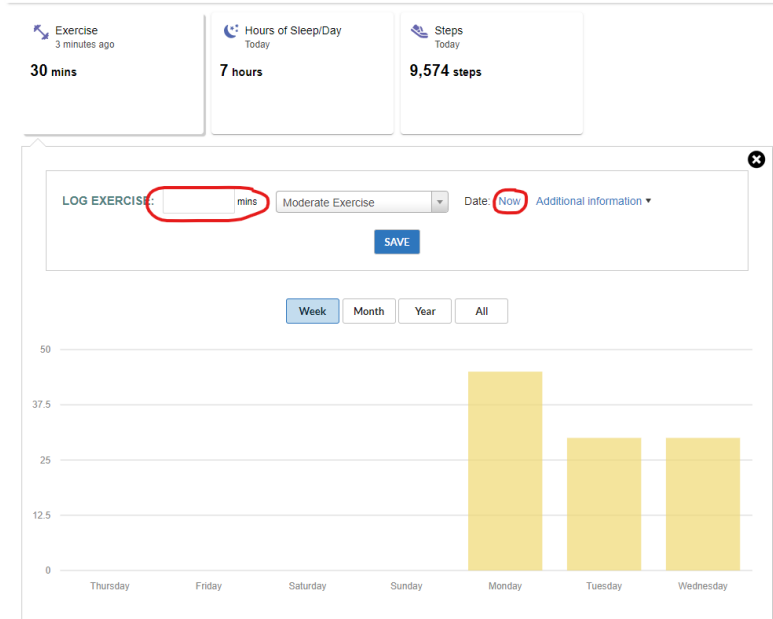 Exercise
3 minutes ago
30 mins
Hours of Sleep/Day
Today
7 hours
Steps
Today
9,574 steps
LOG EXERCISE: mins Moderate Exercise Date: Now Additional information
SAVE
Week Month Year All
50
37.5
25
12.5
0
Thursday Friday Saturday Sunday Monday Tuesday Wednesday